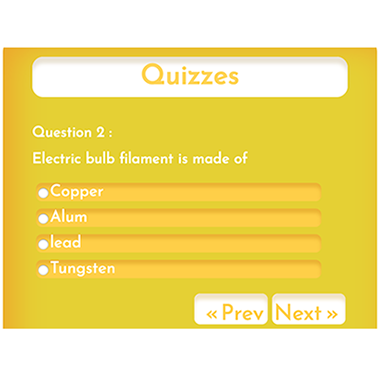 Quizzes
Question 2 :
Electric bulb filament is made of
Copper
Alum
lead
Tungsten
« Prev Next »